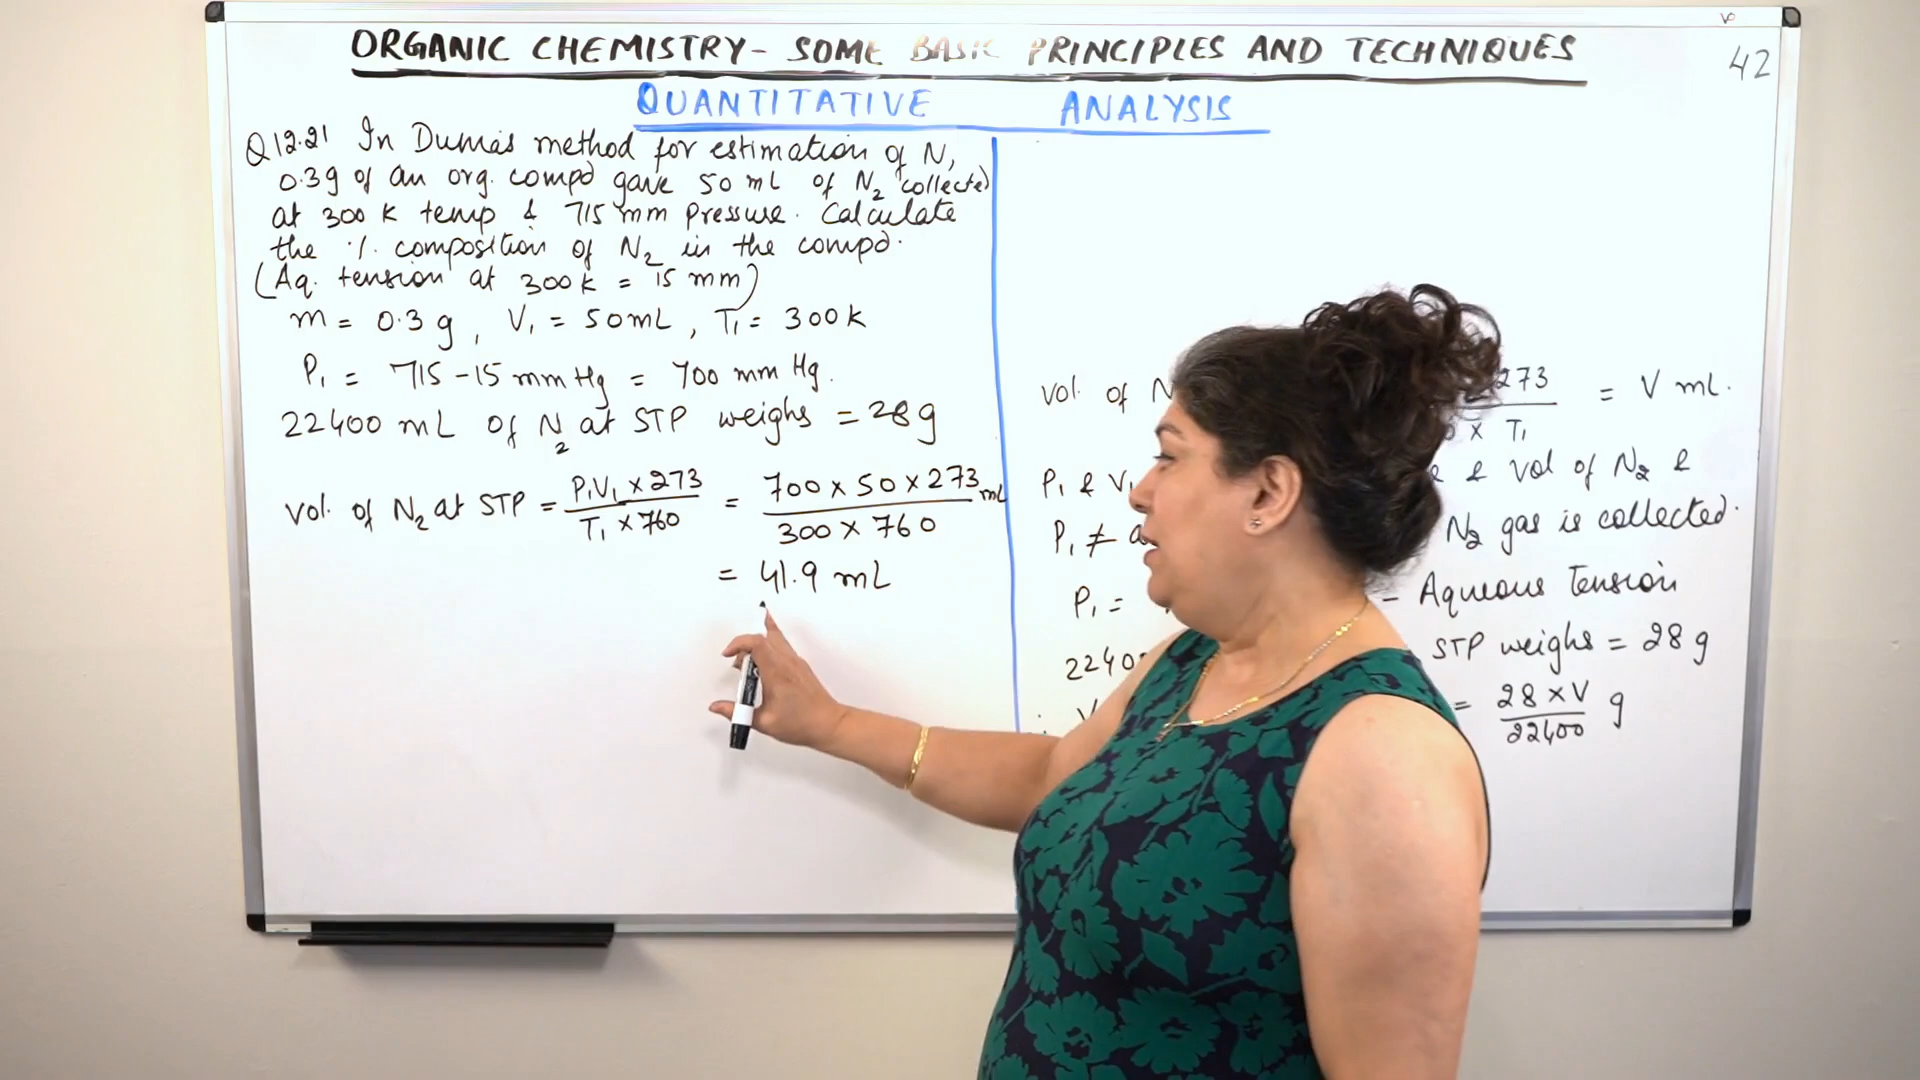 ORGANIC CHEMISTRY- SOME BASIC PRINCIPLES AND TECHNIQUES
42
QUANTITATIVE ANALYSIS
Q12.21 In Dumas method for estimation of N,
0.3g of an org. compd gave 50 mL of N2 collected
at 300 K temp & 715 mm pressure. Calculate
the % composition of N2 in the compd.
(Aq. tension at 300K = 15 mm)
m = 0.3 g, V1 = 50mL, T1 = 300K
P1 = 715-15 mm Hg = 700 mm Hg.
22400 mL of N2 at STP weighs = 28g
vol. of N2 at STP = P1V1 x 273 / T1 x 760 = 700 x 50 x 273 / 300 x 760 mL
= 41.9 mL
vol. of N 273 / x T1 = V mL.
P1 & V1 & vol of N2 &
P1 ≠ N2 gas is collected.
P1 = - Aqueous Tension
2240 STP weighs = 28 g
V = 28 x V / 22400 g